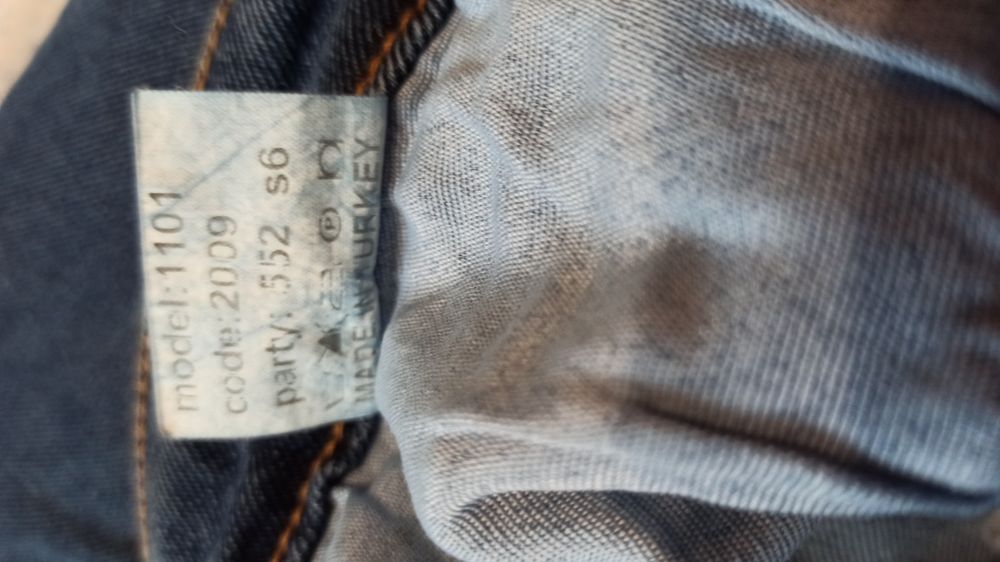 model:1101
code:2009
party: 552 s6
MADE IN TURKEY